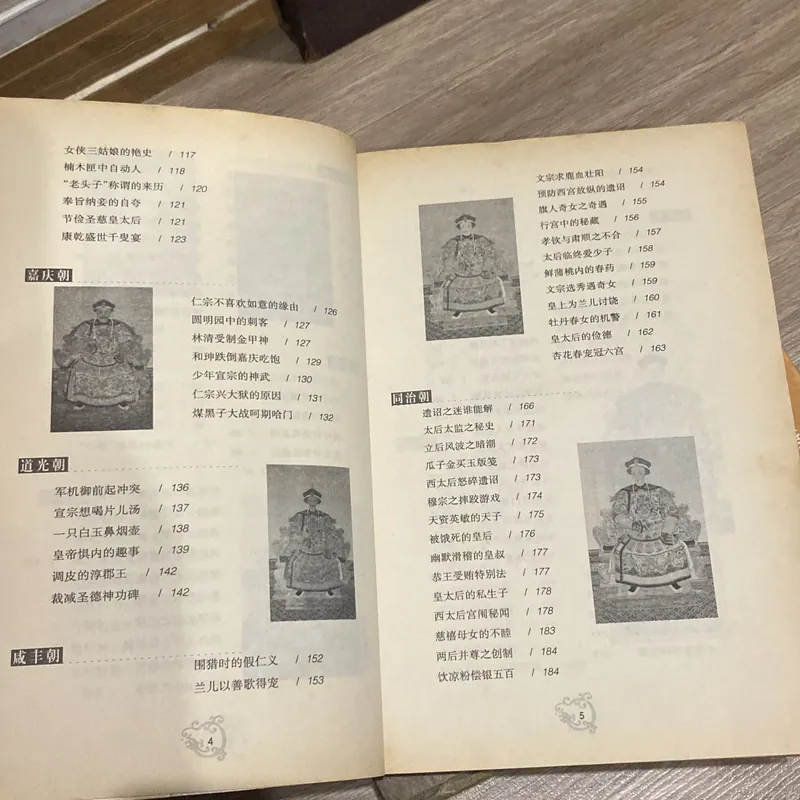 女侠三姑娘的艳史 / 117
楠木匣中自动人 / 118
“老头子”称谓的来历 / 120
奉旨纳妾的自夸 / 121
节俭圣慈皇太后 / 121
康乾盛世千叟宴 / 123
嘉庆朝
仁宗不喜欢如意的缘由 / 126
圆明园中的刺客 / 127
林清受制金甲神 / 127
和珅跌倒嘉庆吃饱 / 129
少年宣宗的神武 / 130
仁宗兴大狱的原因 / 131
煤黑子大战呵期哈门 / 132
道光朝
军机御前起冲突 / 136
宣宗想喝片儿汤 / 137
一只白玉鼻烟壶 / 138
皇帝惧内的趣事 / 139
调皮的淳郡王 / 142
裁减圣德神功碑 / 142
咸丰朝
围猎时的假仁义 / 152
兰儿以善歌得宠 / 153
4
文宗求鹿血壮阳 / 154
预防西宫放纵的遗诏 / 154
旗人奇女之奇遇 / 155
行宫中的秘藏 / 156
孝钦与肃顺之不合 / 157
太后临终爱少子 / 158
鲜蒲桃内的春药 / 159
文宗选秀遇奇女 / 159
皇上为兰儿讨饶 / 160
牡丹春女的机警 / 161
皇太后的俭德 / 162
杏花春宠冠六宫 / 163
同治朝
遗诏之迷谁能解 / 166
太后太监之秘史 / 171
立后风波之暗潮 / 172
瓜子金买玉版笺 / 173
西太后怒碎遗诏 / 173
穆宗之摔跤游戏 / 174
天资英敏的天子 / 175
被饿死的皇后 / 176
幽默滑稽的皇叔 / 177
恭王受贿特别法 / 177
皇太后的私生子 / 178
西太后宫闱秘闻 / 178
慈禧母女的不睦 / 183
两后并尊之创制 / 184
饮凉粉偿银五百 / 184
5